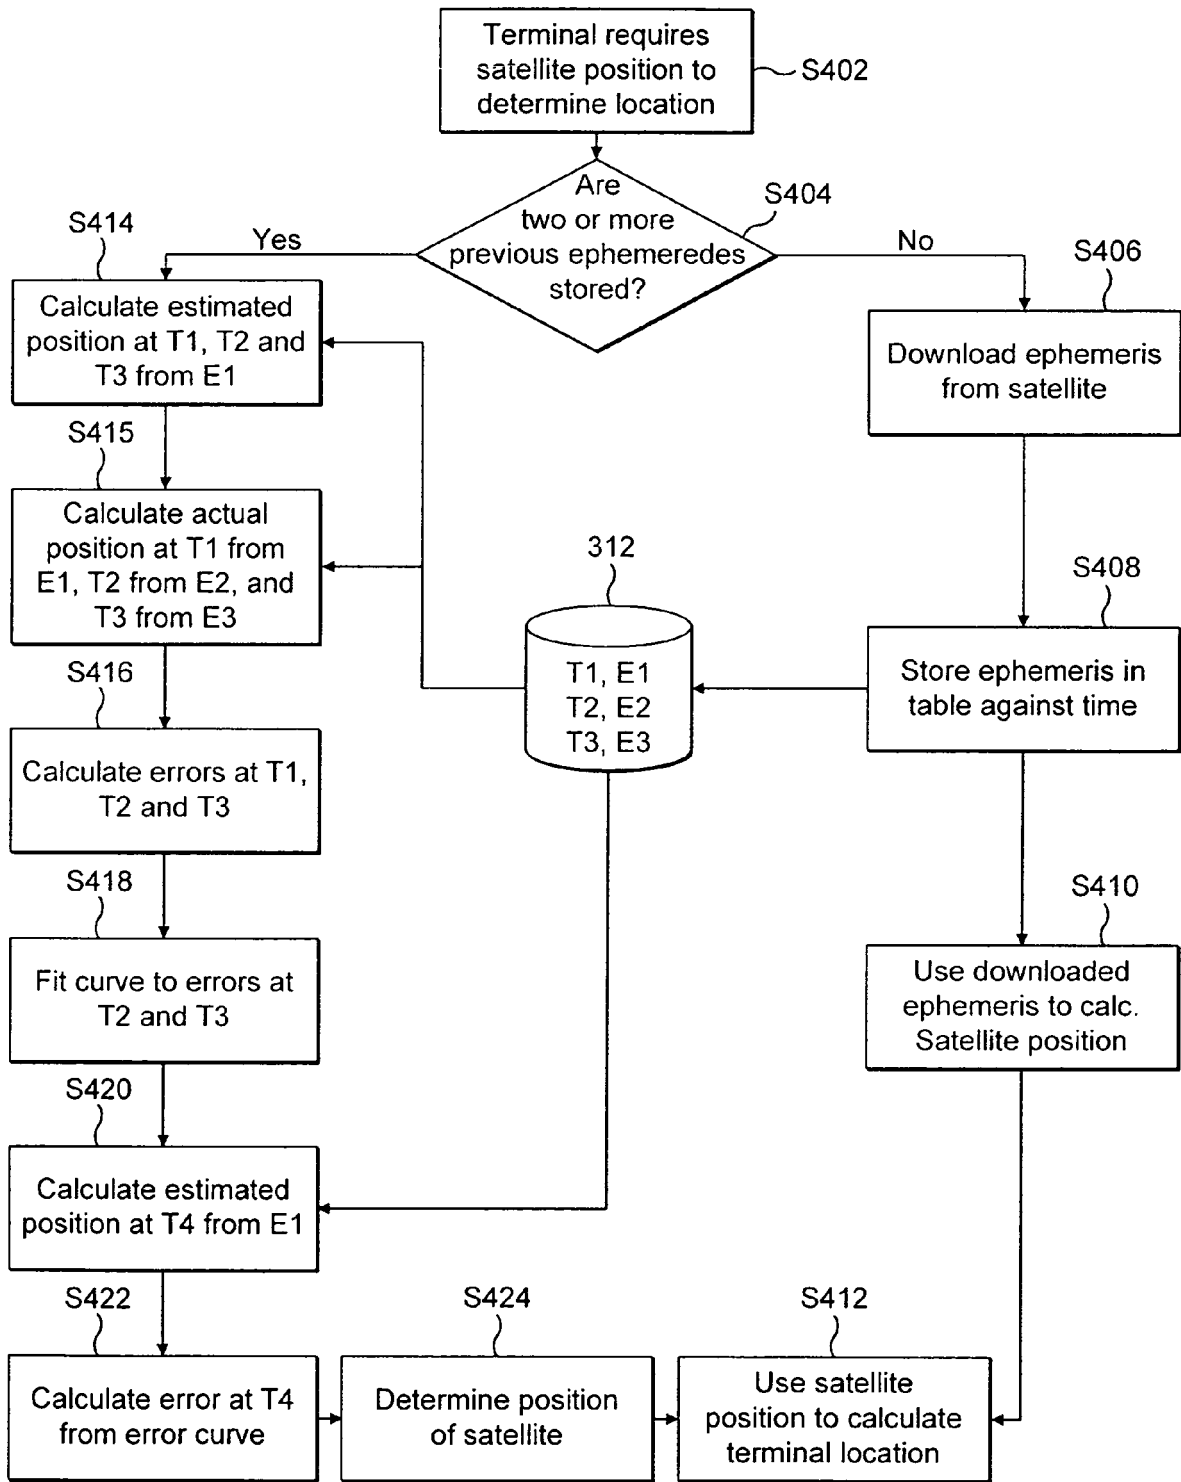 Terminal requires
satellite position to
determine location
S402
Are
two or more
previous ephemeredes
stored?
S404
Yes
No
S414
Calculate estimated
position at T1, T2 and
T3 from E1
S406
Download ephemeris
from satellite
S415
Calculate actual
position at T1 from
E1, T2 from E2, and
T3 from E3
312
T1, E1
T2, E2
T3, E3
S408
Store ephemeris in
table against time
S416
Calculate errors at T1,
T2 and T3
S418
Fit curve to errors at
T2 and T3
S410
Use downloaded
ephemeris to calc.
Satellite position
S420
Calculate estimated
position at T4 from E1
S422
Calculate error at T4
from error curve
S424
Determine position
of satellite
S412
Use satellite
position to calculate
terminal location